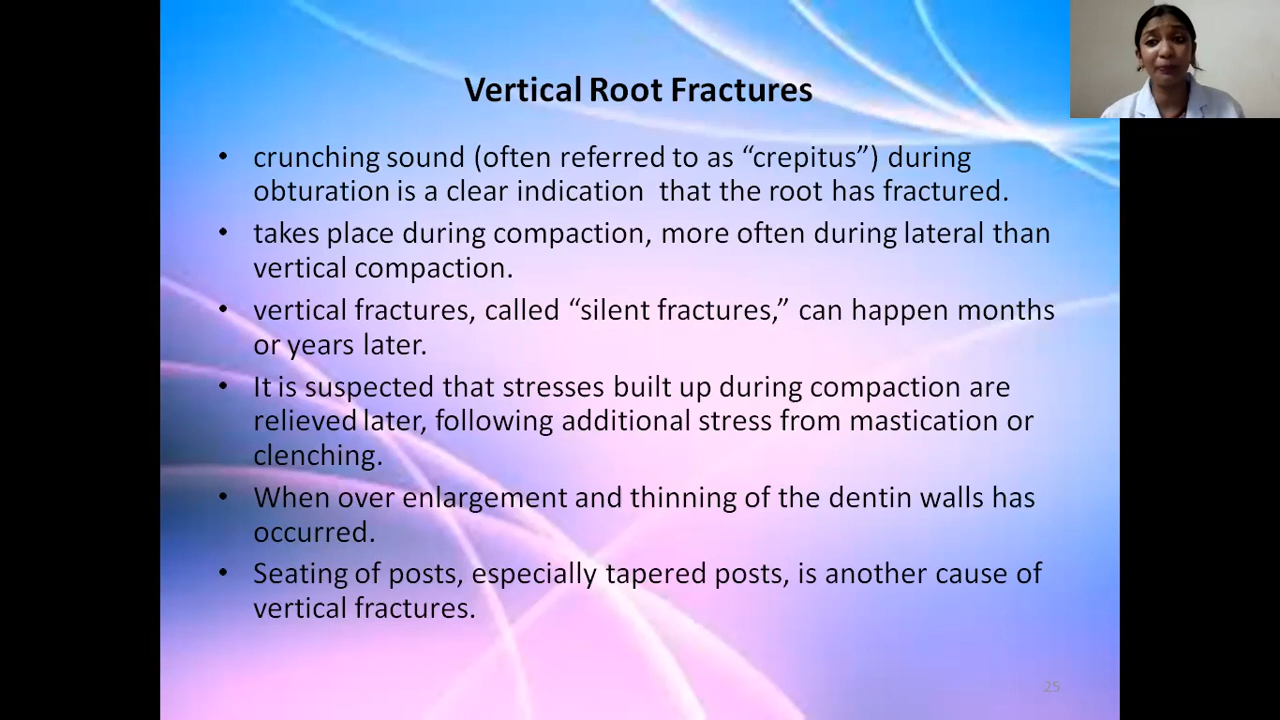 Vertical Root Fractures
• crunching sound (often referred to as “crepitus”) during
obturation is a clear indication that the root has fractured.
• takes place during compaction, more often during lateral than
vertical compaction.
• vertical fractures, called “silent fractures,” can happen months
or years later.
• It is suspected that stresses built up during compaction are
relieved later, following additional stress from mastication or
clenching.
• When over enlargement and thinning of the dentin walls has
occurred.
• Seating of posts, especially tapered posts, is another cause of
vertical fractures.
25